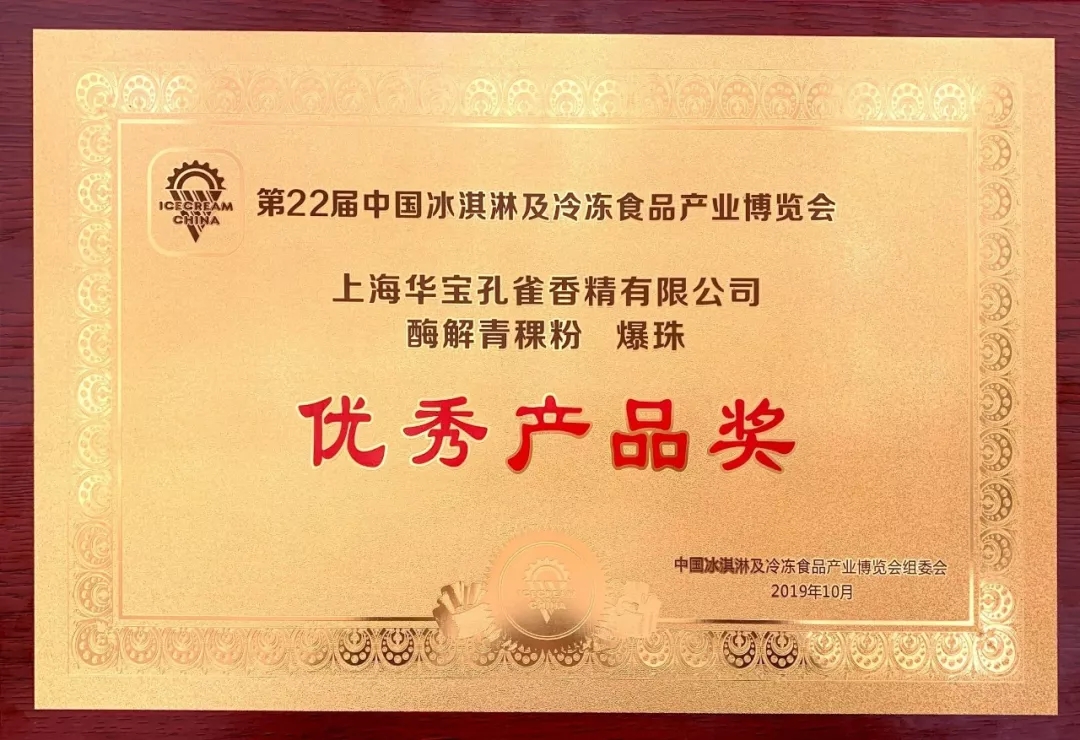 ICECREAM
CHINA
第22届中国冰淇淋及冷冻食品产业博览会
上海华宝孔雀香精有限公司
酶解青稞粉 爆珠
优秀产品奖
中国冰淇淋及冷冻食品产业博览会组委会
2019年10月